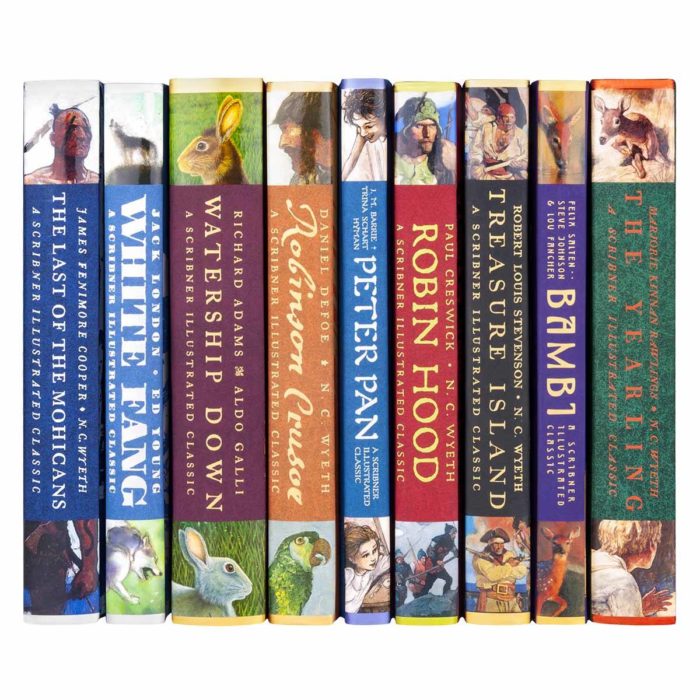 JAMES FENIMORE COOPER • N.C. WYETH
THE LAST OF THE MOHICANS
A SCRIBNER ILLUSTRATED CLASSIC
JACK LONDON • ED YOUNG
WHITE FANG
A SCRIBNER ILLUSTRATED CLASSIC
RICHARD ADAMS ALDO GALLI
WATERSHIP DOWN
A SCRIBNER ILLUSTRATED CLASSIC
DANIEL DEFOE • N. C. WYETH
Robinson Crusoe
A SCRIBNER ILLUSTRATED CLASSIC
J. M. BARRIE •
TRINA SCHART
HYMAN
PETER PAN
A SCRIBNER
ILLUSTRATED
CLASSIC
PAUL CRESWICK • N. C. WYETH
ROBIN HOOD
A SCRIBNER ILLUSTRATED CLASSIC
ROBERT LOUIS STEVENSON • N. C. WYETH
TREASURE ISLAND
A SCRIBNER ILLUSTRATED CLASSIC
FELIX SALTEN •
STEVE JOHNSON
& LOU FANCHER
BAMBI
A SCRIBNER
ILLUSTRATED
CLASSIC
MARJORIE KINNAN RAWLINGS • N. C. WYETH
THE YEARLING
A SCRIBNER ILLUSTRATED CLASSIC